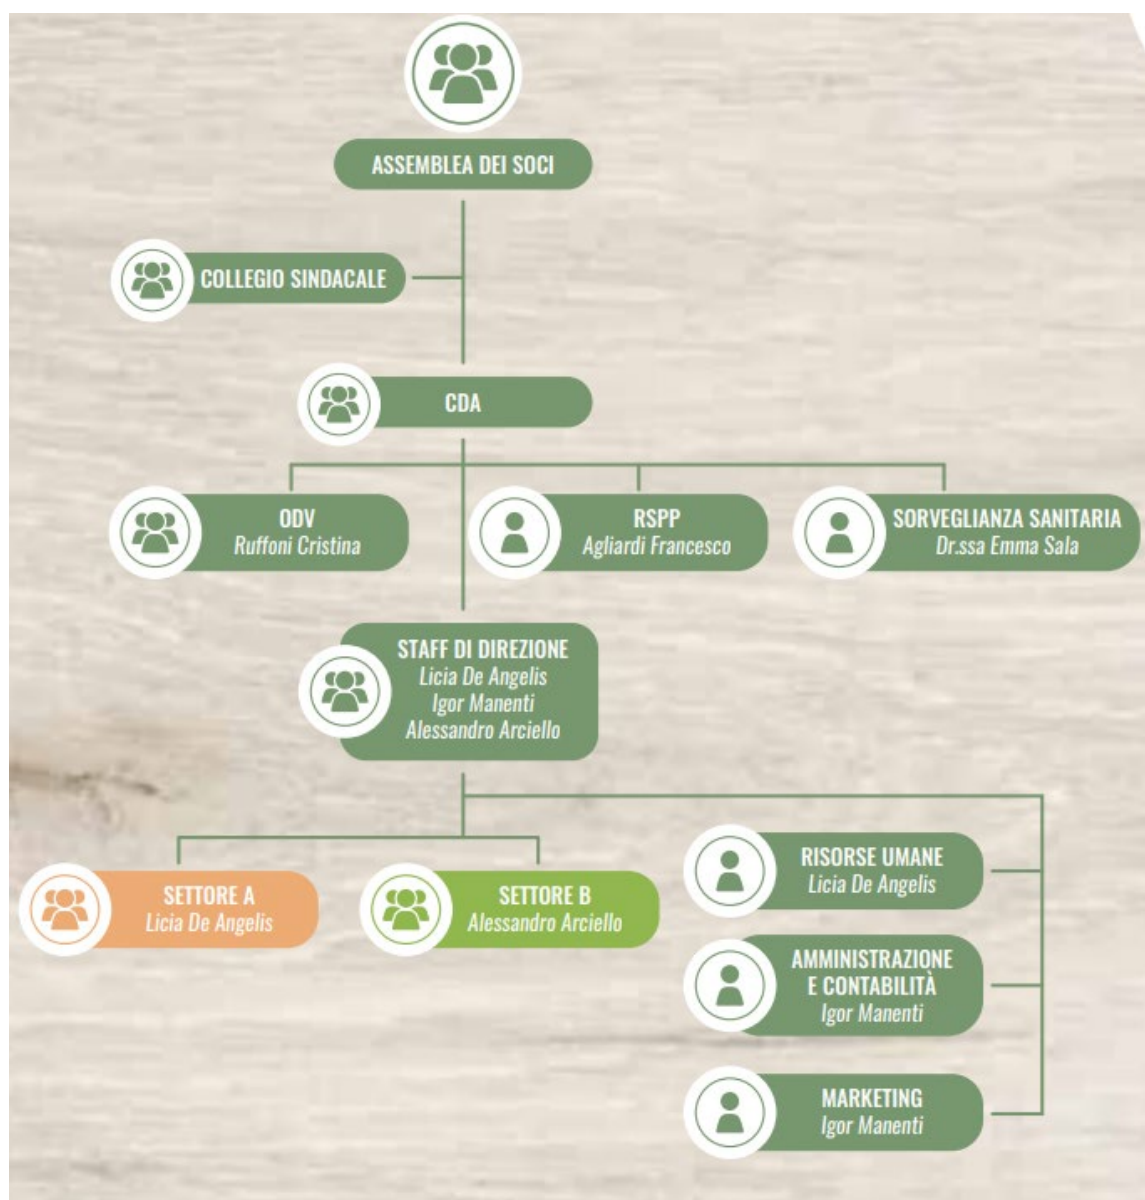 ASSEMBLEA DEI SOCI
COLLEGIO SINDACALE
CDA
ODV
Ruffoni Cristina
RSPP
Agliardi Francesco
SORVEGLIANZA SANITARIA
Dr.ssa Emma Sala
STAFF DI DIREZIONE
Licia De Angelis
Igor Manenti
Alessandro Arciello
SETTORE A
Licia De Angelis
SETTORE B
Alessandro Arciello
RISORSE UMANE
Licia De Angelis
AMMINISTRAZIONE
E CONTABILITÀ
Igor Manenti
MARKETING
Igor Manenti